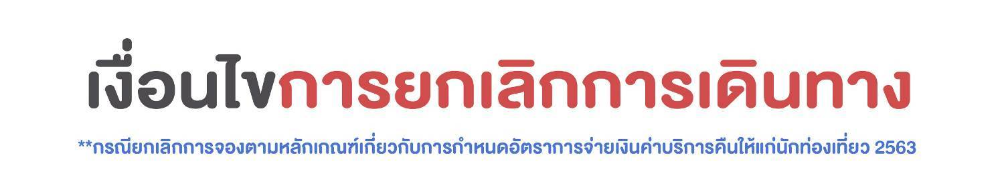 เงื่อนไขการยกเลิกการเดินทาง
**กรณียกเลิกการจองตามหลักเกณฑ์เกี่ยวกับการกำหนดอัตราการจ่ายเงินค่าบริการคืนให้แก่นักท่องเที่ยว 2563